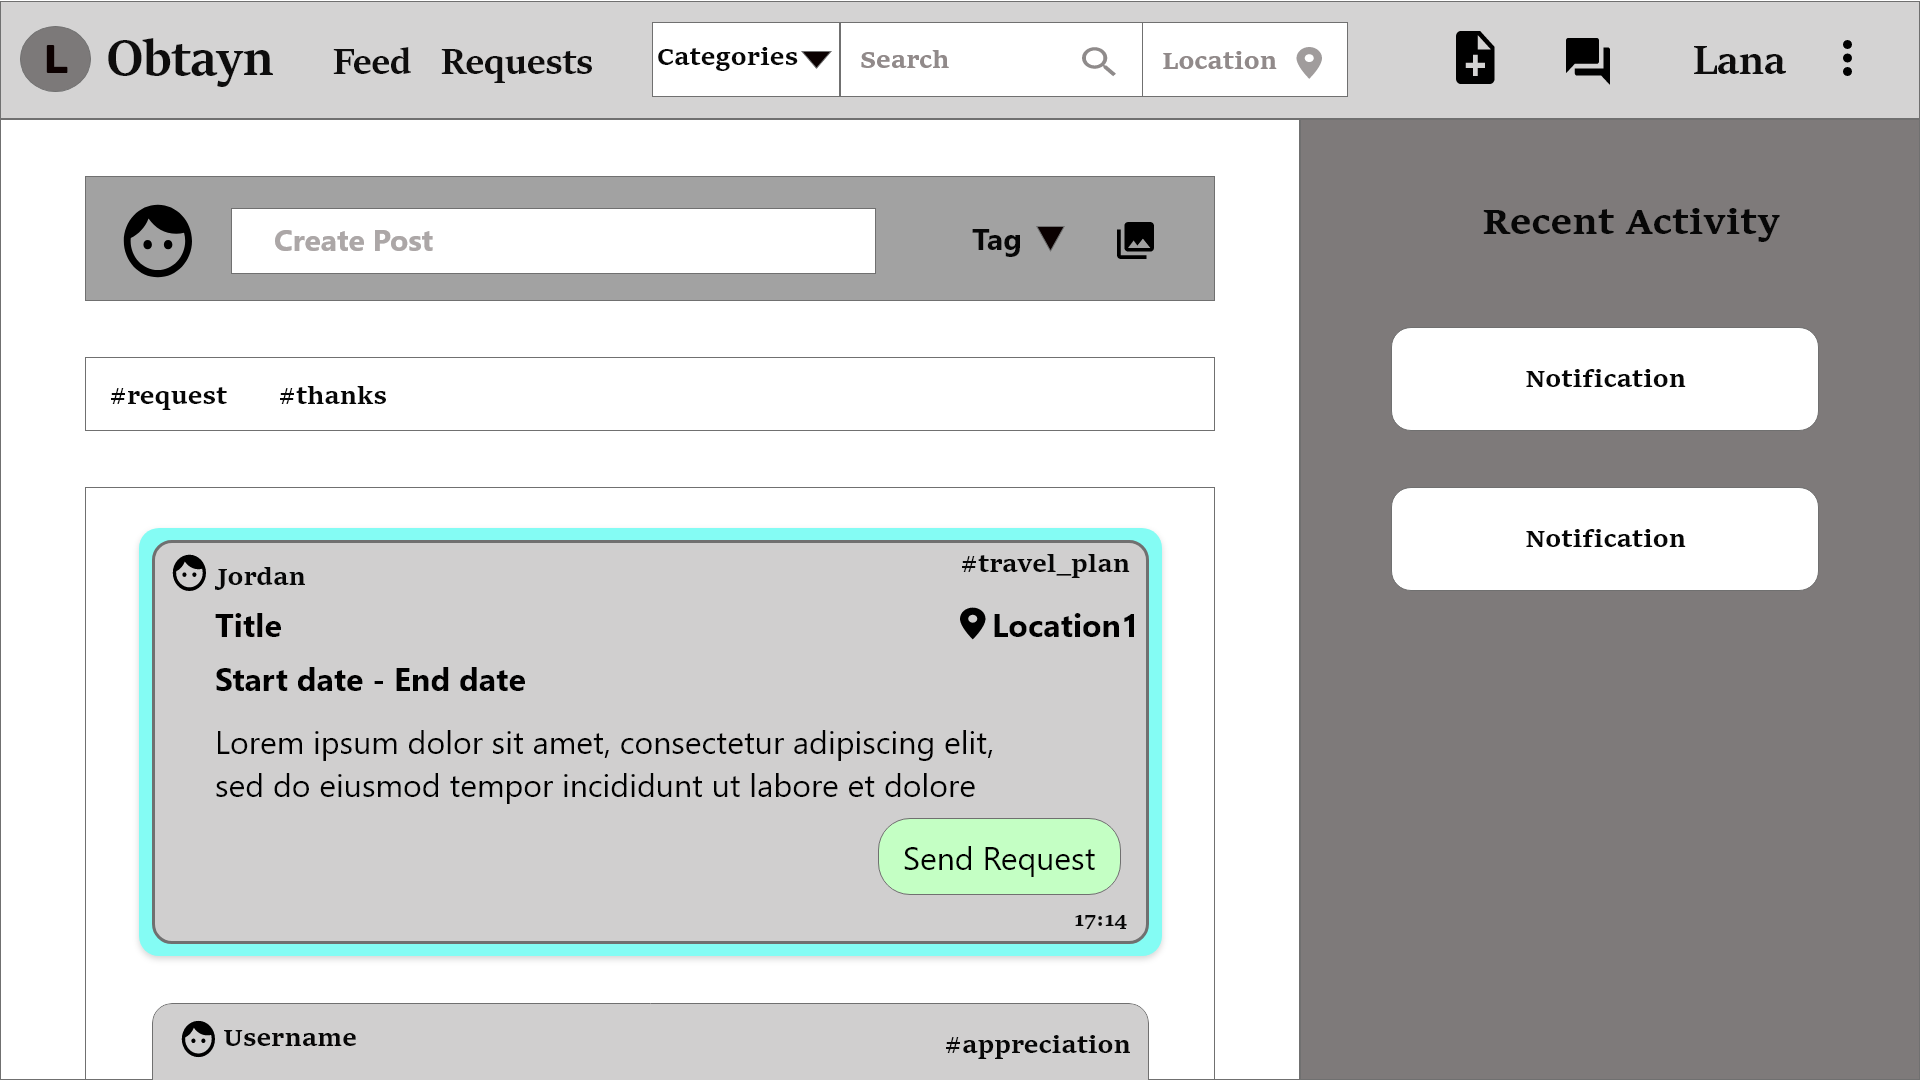 L Obtayn Feed Requests Categories Search Location Lana
Create Post Tag
Recent Activity
#request #thanks
Notification
Notification
Jordan #travel_plan
Title Location1
Start date - End date
Lorem ipsum dolor sit amet, consectetur adipiscing elit,
sed do eiusmod tempor incididunt ut labore et dolore
Send Request
17:14
Username #appreciation